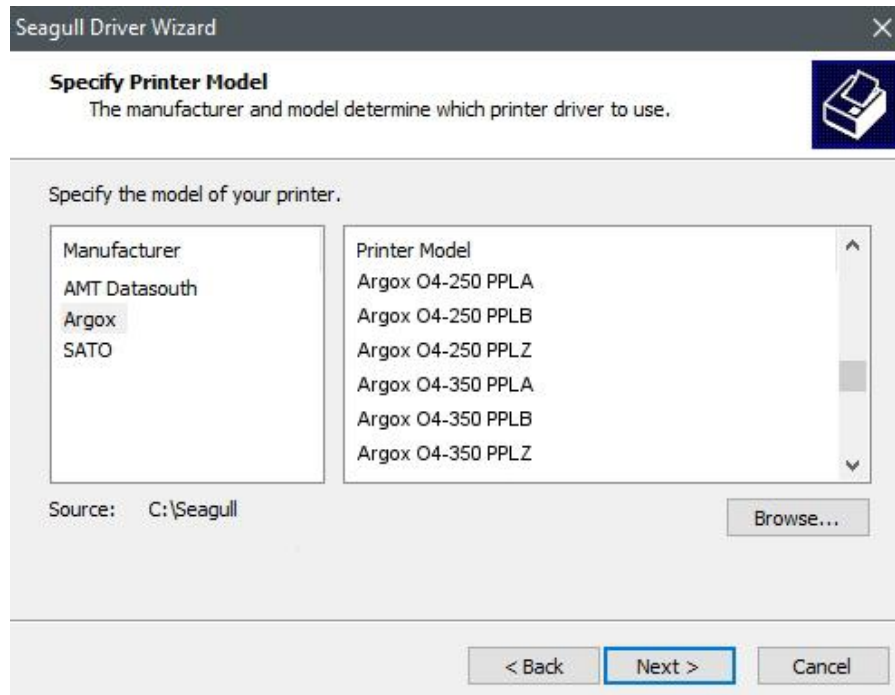 Seagull Driver Wizard
Specify Printer Model
The manufacturer and model determine which printer driver to use.
Specify the model of your printer.
Manufacturer
AMT Datasouth
Argox
SATO
Printer Model
Argox O4-250 PPLA
Argox O4-250 PPLB
Argox O4-250 PPLZ
Argox O4-350 PPLA
Argox O4-350 PPLB
Argox O4-350 PPLZ
Source: C:\Seagull
Browse...
< Back Next > Cancel